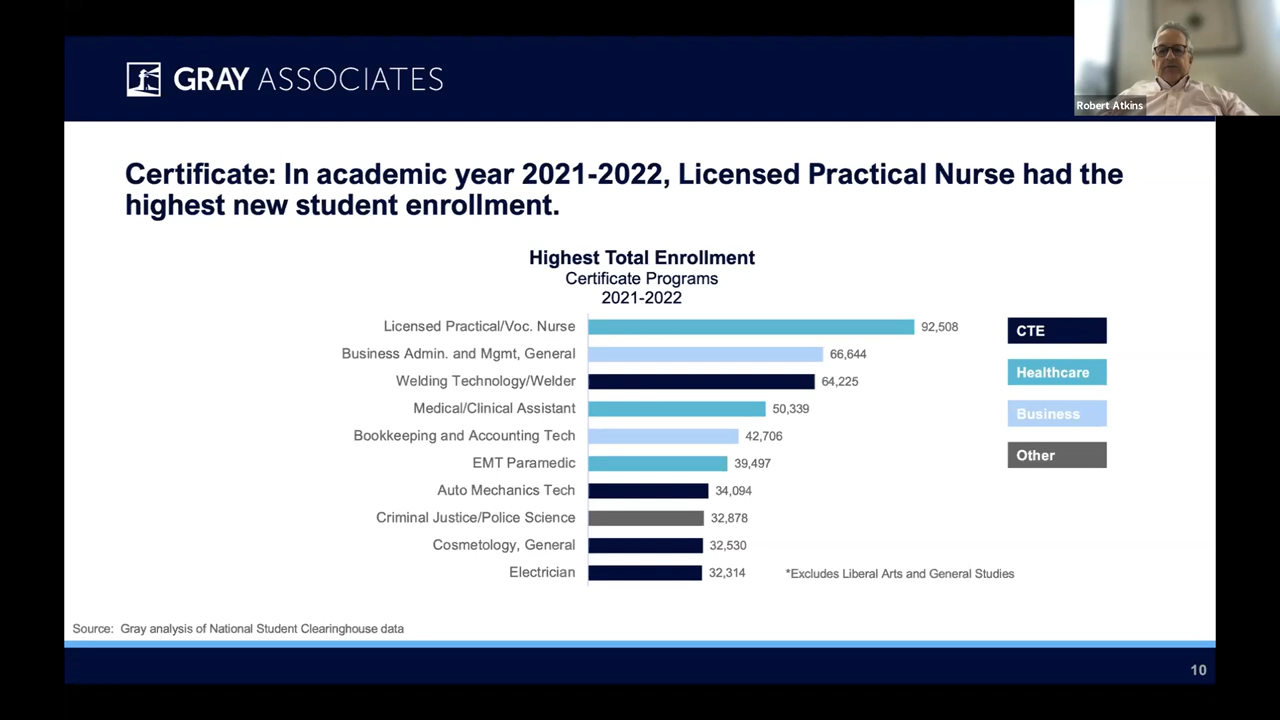 GRAY ASSOCIATES
Robert Atkins
Certificate: In academic year 2021-2022, Licensed Practical Nurse had the
highest new student enrollment.
Highest Total Enrollment
Certificate Programs
2021-2022
Licensed Practical/Voc. Nurse 92,508
Business Admin. and Mgmt, General 66,644
Welding Technology/Welder 64,225
Medical/Clinical Assistant 50,339
Bookkeeping and Accounting Tech 42,706
EMT Paramedic 39,497
Auto Mechanics Tech 34,094
Criminal Justice/Police Science 32,878
Cosmetology, General 32,530
Electrician 32,314
CTE
Healthcare
Business
Other
*Excludes Liberal Arts and General Studies
Source: Gray analysis of National Student Clearinghouse data
10